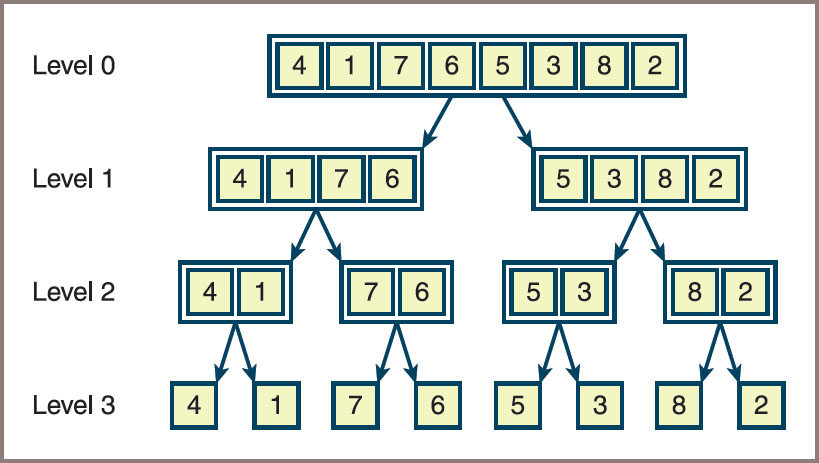 Level 0 4 1 7 6 5 3 8 2
Level 1 4 1 7 6 5 3 8 2
Level 2 4 1 7 6 5 3 8 2
Level 3 4 1 7 6 5 3 8 2